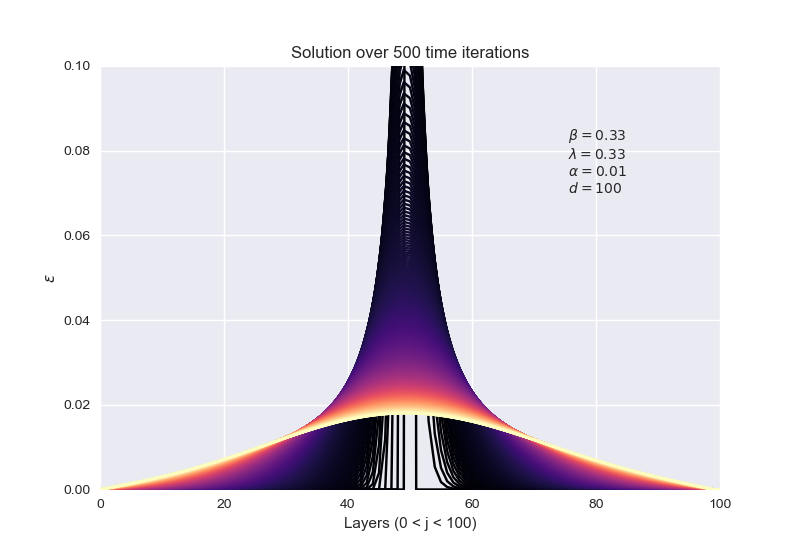 Solution over 500 time iterations
0.10
0.08
0.06
0.04
0.02
0.00
ε
β = 0.33
λ = 0.33
α = 0.01
d = 100
0 20 40 60 80 100
Layers (0 < j < 100)